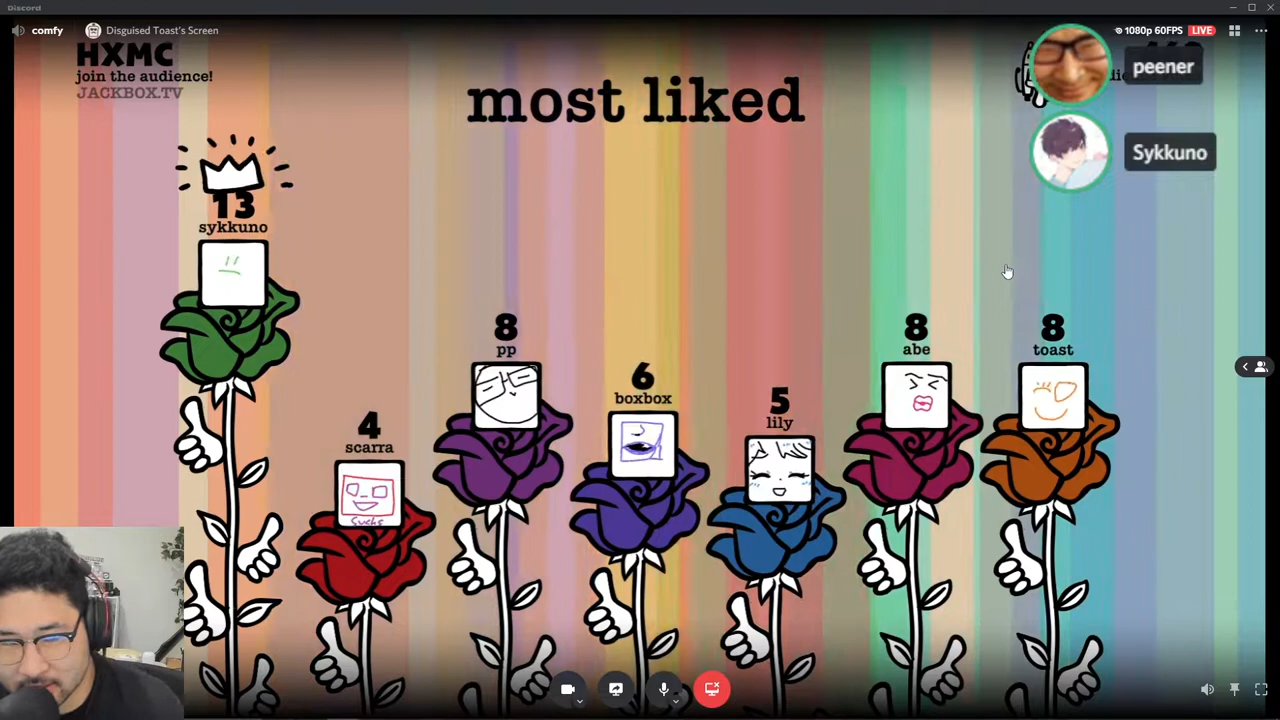 Discord
comfy
Disguised Toast's Screen
1080p 60FPS
LIVE
HXMC
join the audience!
JACKBOX.TV
most liked
peener
Sykkuno
13
sykkuno
4
scarra
sucks
8
pp
6
boxbox
5
lily
8
abe
8
toast